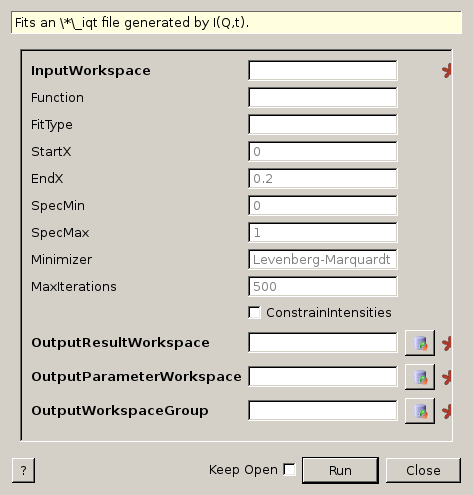 Fits an \*\_iqt file generated by I(Q,t).
InputWorkspace
Function
FitType
StartX 0
EndX 0.2
SpecMin 0
SpecMax 1
Minimizer Levenberg-Marquardt
MaxIterations 500
ConstrainIntensities
OutputResultWorkspace
OutputParameterWorkspace
OutputWorkspaceGroup
? Keep Open Run Close